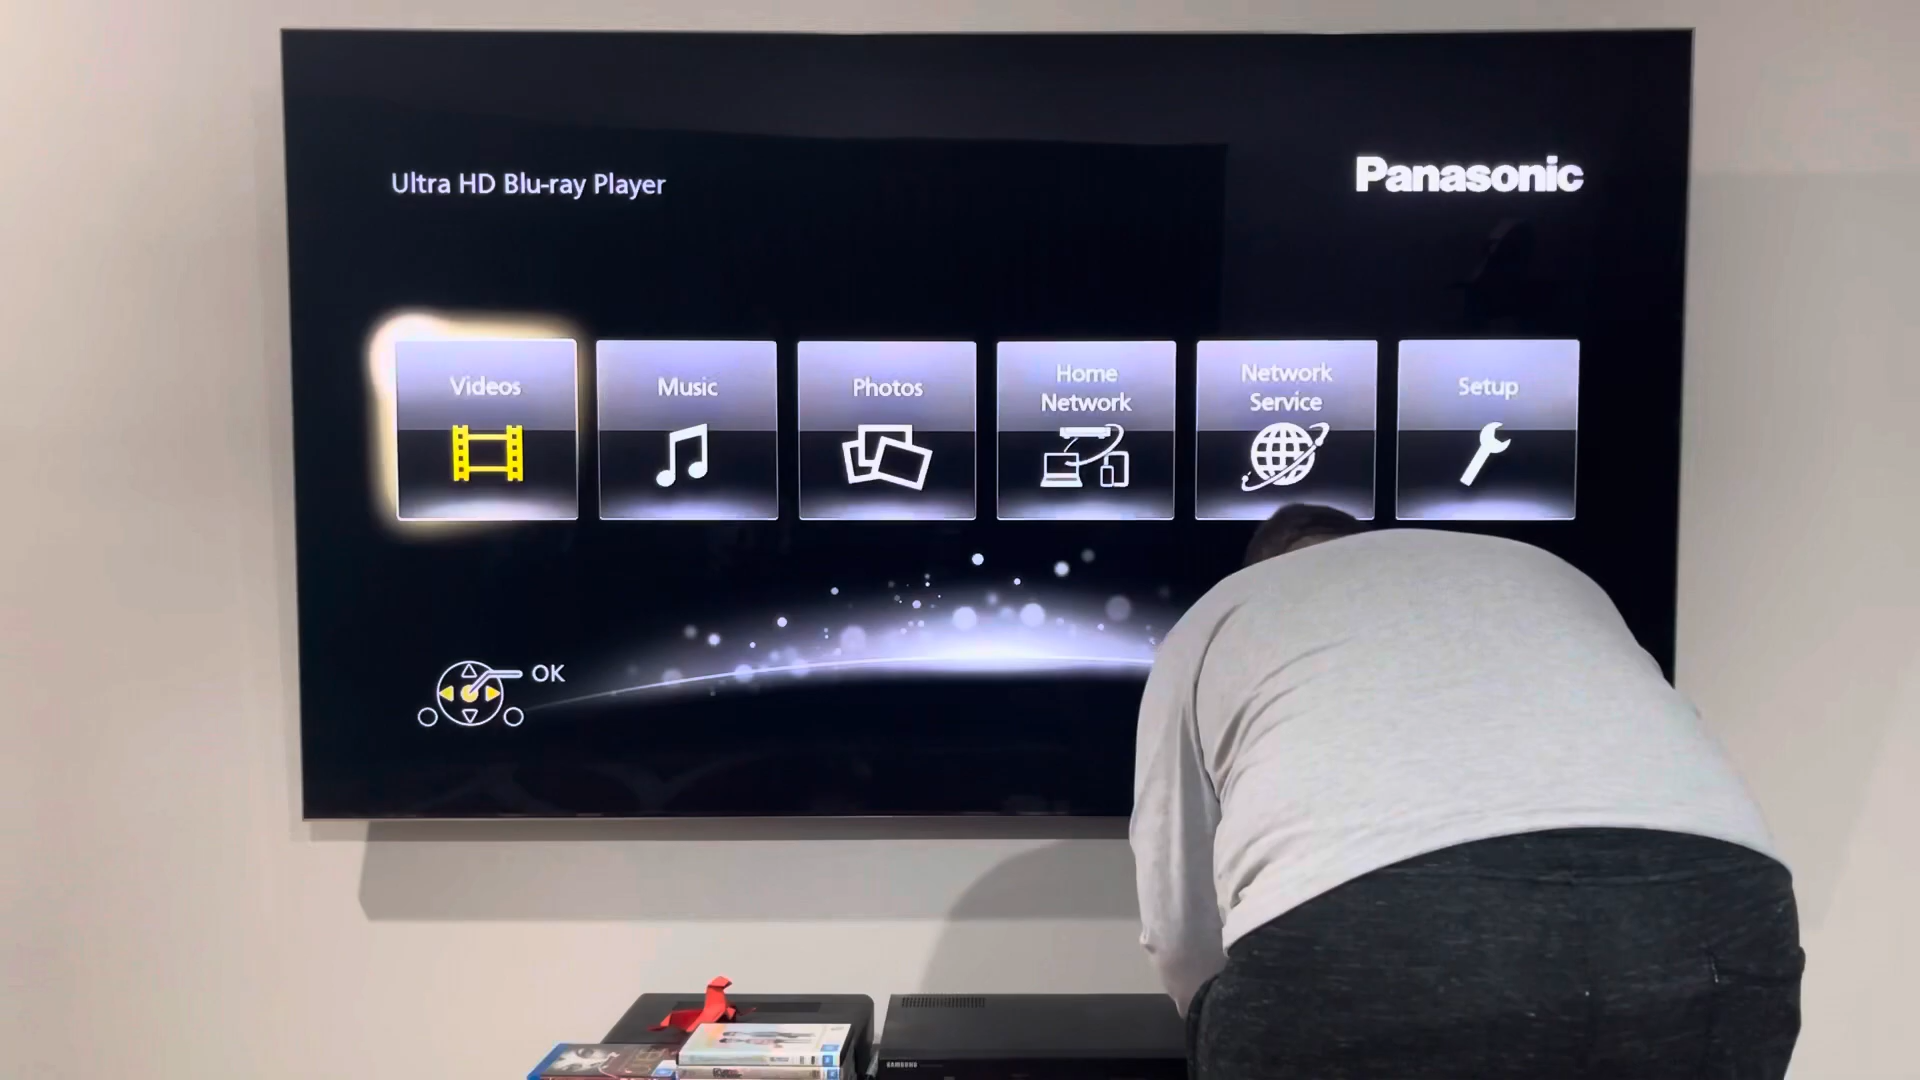 Ultra HD Blu-ray Player
Panasonic
Videos
Music
Photos
Home
Network
Network
Service
Setup
OK
SAMSUNG